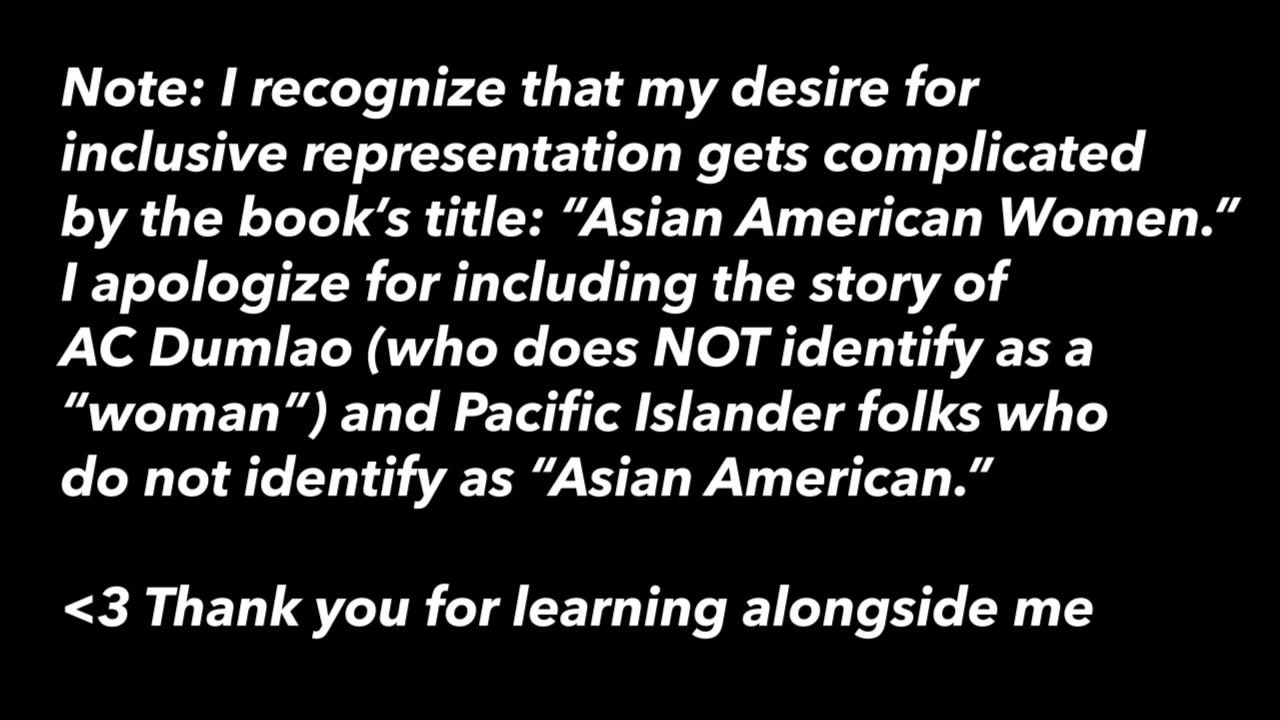 Note: I recognize that my desire for
inclusive representation gets complicated
by the book’s title: “Asian American Women.”
I apologize for including the story of
AC Dumlao (who does NOT identify as a
“woman”) and Pacific Islander folks who
do not identify as “Asian American.”
<3 Thank you for learning alongside me